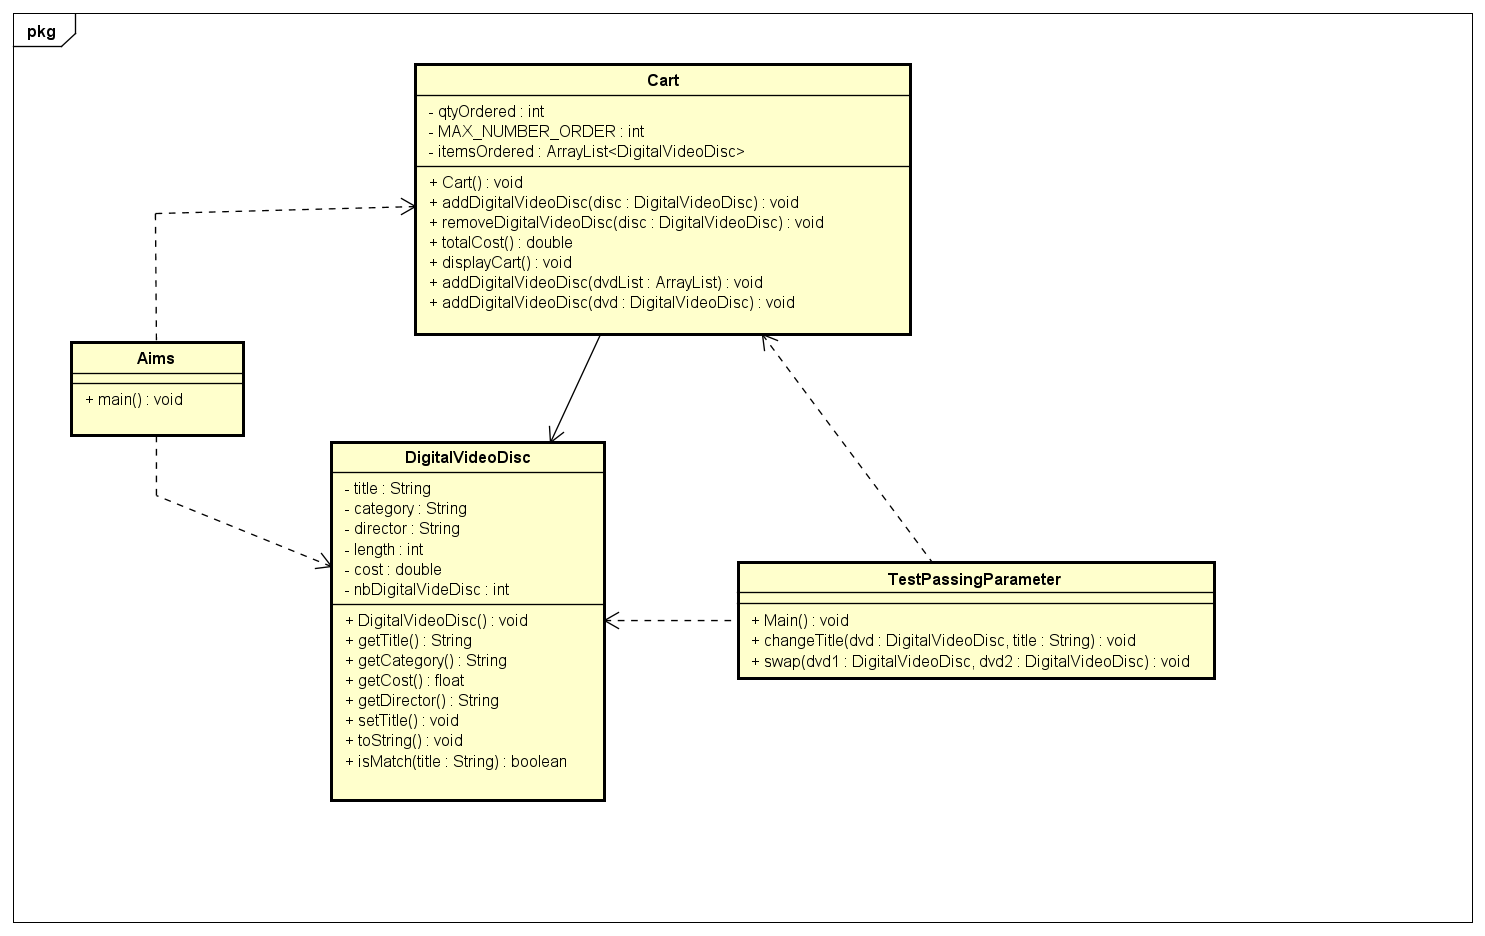 pkg
Cart
- qtyOrdered : int
- MAX_NUMBER_ORDER : int
- itemsOrdered : ArrayList<DigitalVideoDisc>
+ Cart() : void
+ addDigitalVideoDisc(disc : DigitalVideoDisc) : void
+ removeDigitalVideoDisc(disc : DigitalVideoDisc) : void
+ totalCost() : double
+ displayCart() : void
+ addDigitalVideoDisc(dvdList : ArrayList) : void
+ addDigitalVideoDisc(dvd : DigitalVideoDisc) : void
Aims
+ main() : void
DigitalVideoDisc
- title : String
- category : String
- director : String
- length : int
- cost : double
- nbDigitalVideDisc : int
+ DigitalVideoDisc() : void
+ getTitle() : String
+ getCategory() : String
+ getCost() : float
+ getDirector() : String
+ setTitle() : void
+ toString() : void
+ isMatch(title : String) : boolean
TestPassingParameter
+ Main() : void
+ changeTitle(dvd : DigitalVideoDisc, title : String) : void
+ swap(dvd1 : DigitalVideoDisc, dvd2 : DigitalVideoDisc) : void